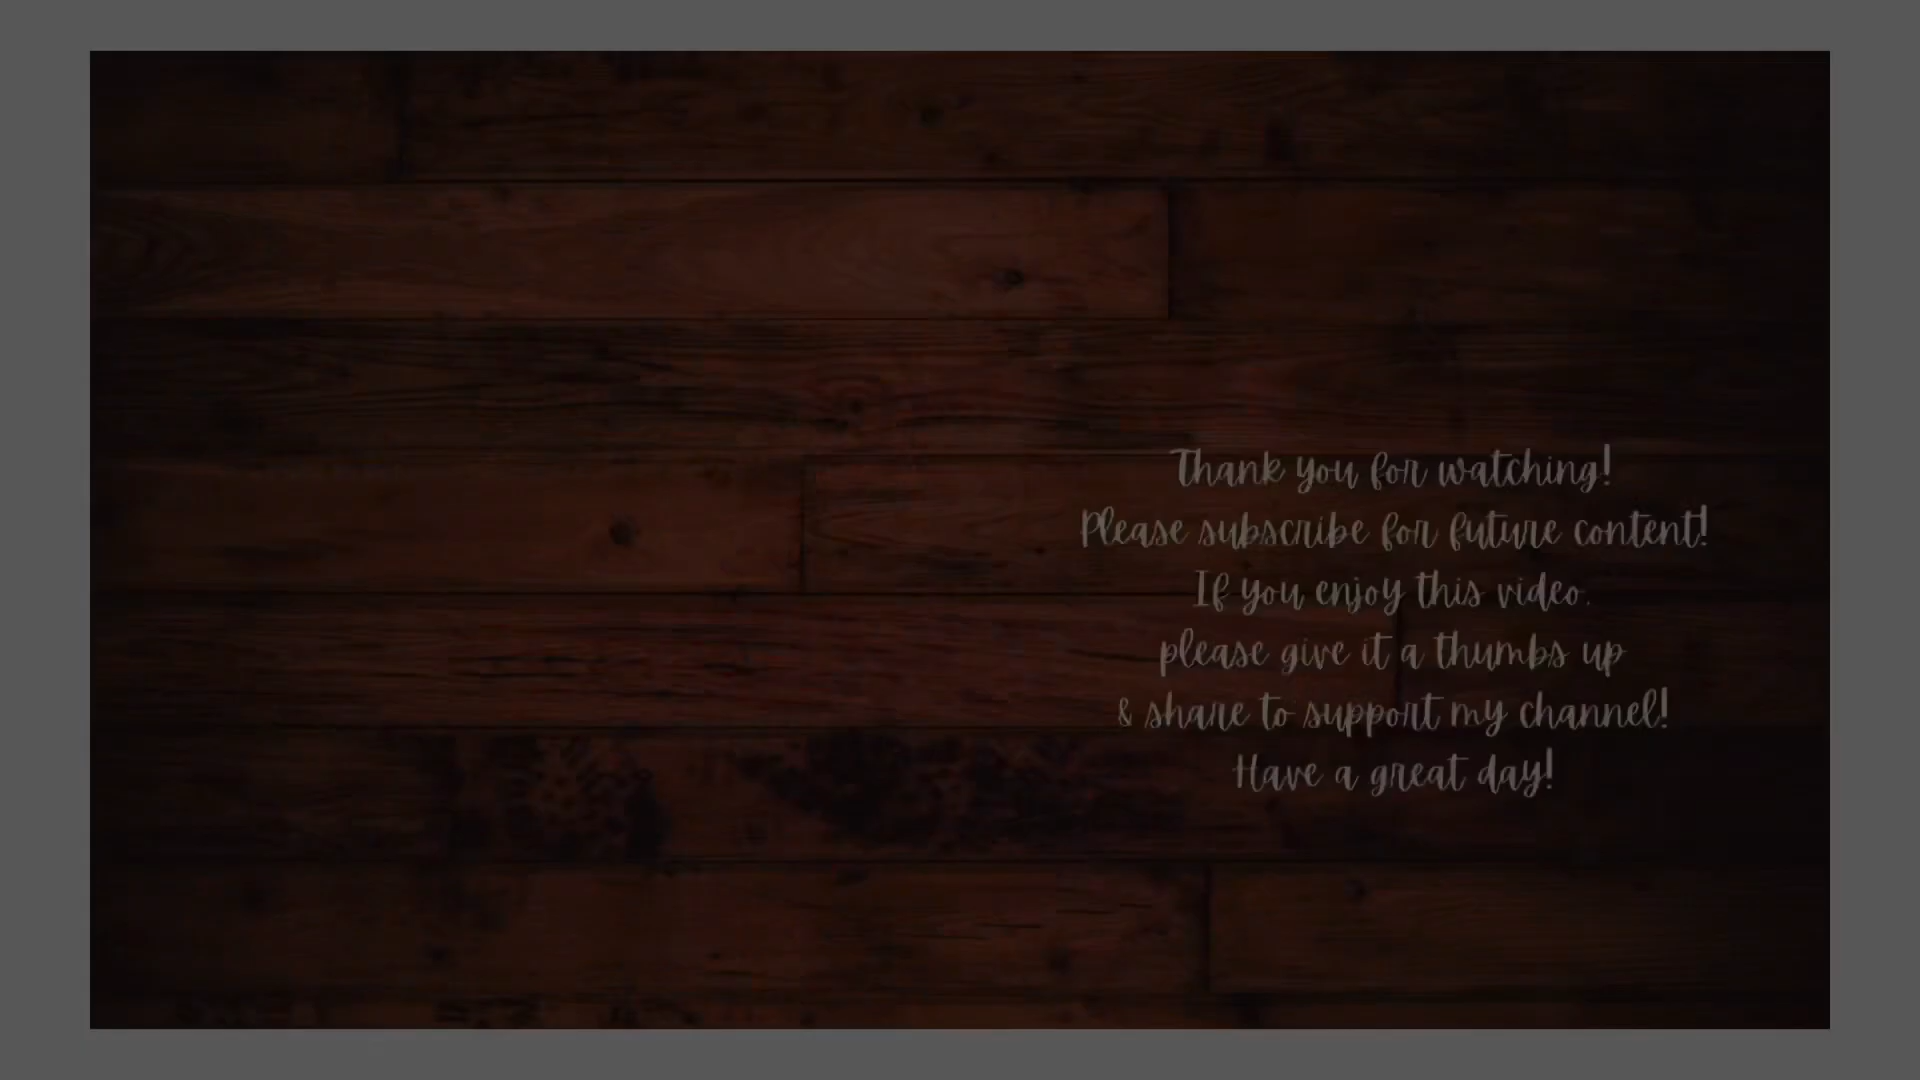 Thank you for watching!
Please subscribe for future content!
If you enjoy this video,
please give it a thumbs up
& share to support my channel!
Have a great day!